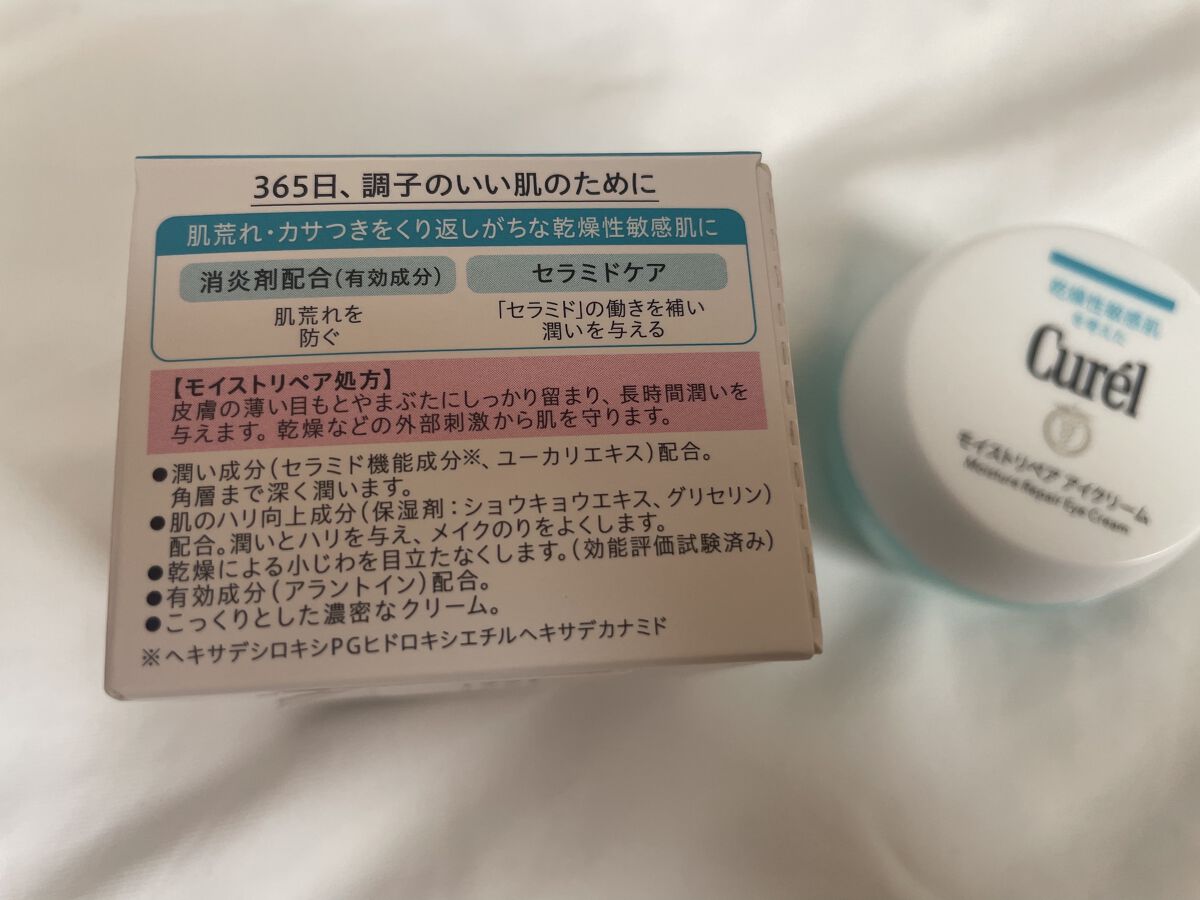 365日、調子のいい肌のために
肌荒れ・カサつきをくり返しがちな乾燥性敏感肌に
消炎剤配合(有効成分)
肌荒れを
防ぐ
セラミドケア
「セラミド」の働きを補い
潤いを与える
【モイストリペア処方】
皮膚の薄い目もとやまぶたにしっかり留まり、長時間潤いを
与えます。乾燥などの外部刺激から肌を守ります。
●潤い成分(セラミド機能成分※、ユーカリエキス)配合。
角層まで深く潤います。
●肌のハリ向上成分(保湿剤:ショウキョウエキス、グリセリン)
配合。潤いとハリを与え、メイクのりをよくします。
●乾燥による小じわを目立たなくします。(効能評価試験済み)
●有効成分(アラントイン)配合。
●こっくりとした濃密なクリーム。
※ヘキサデシロキシPGヒドロキシエチルヘキサデカナミド
乾燥性敏感肌
を考えた
Curél
モイストリペア アイクリーム
Moisture Repair Eye Cream